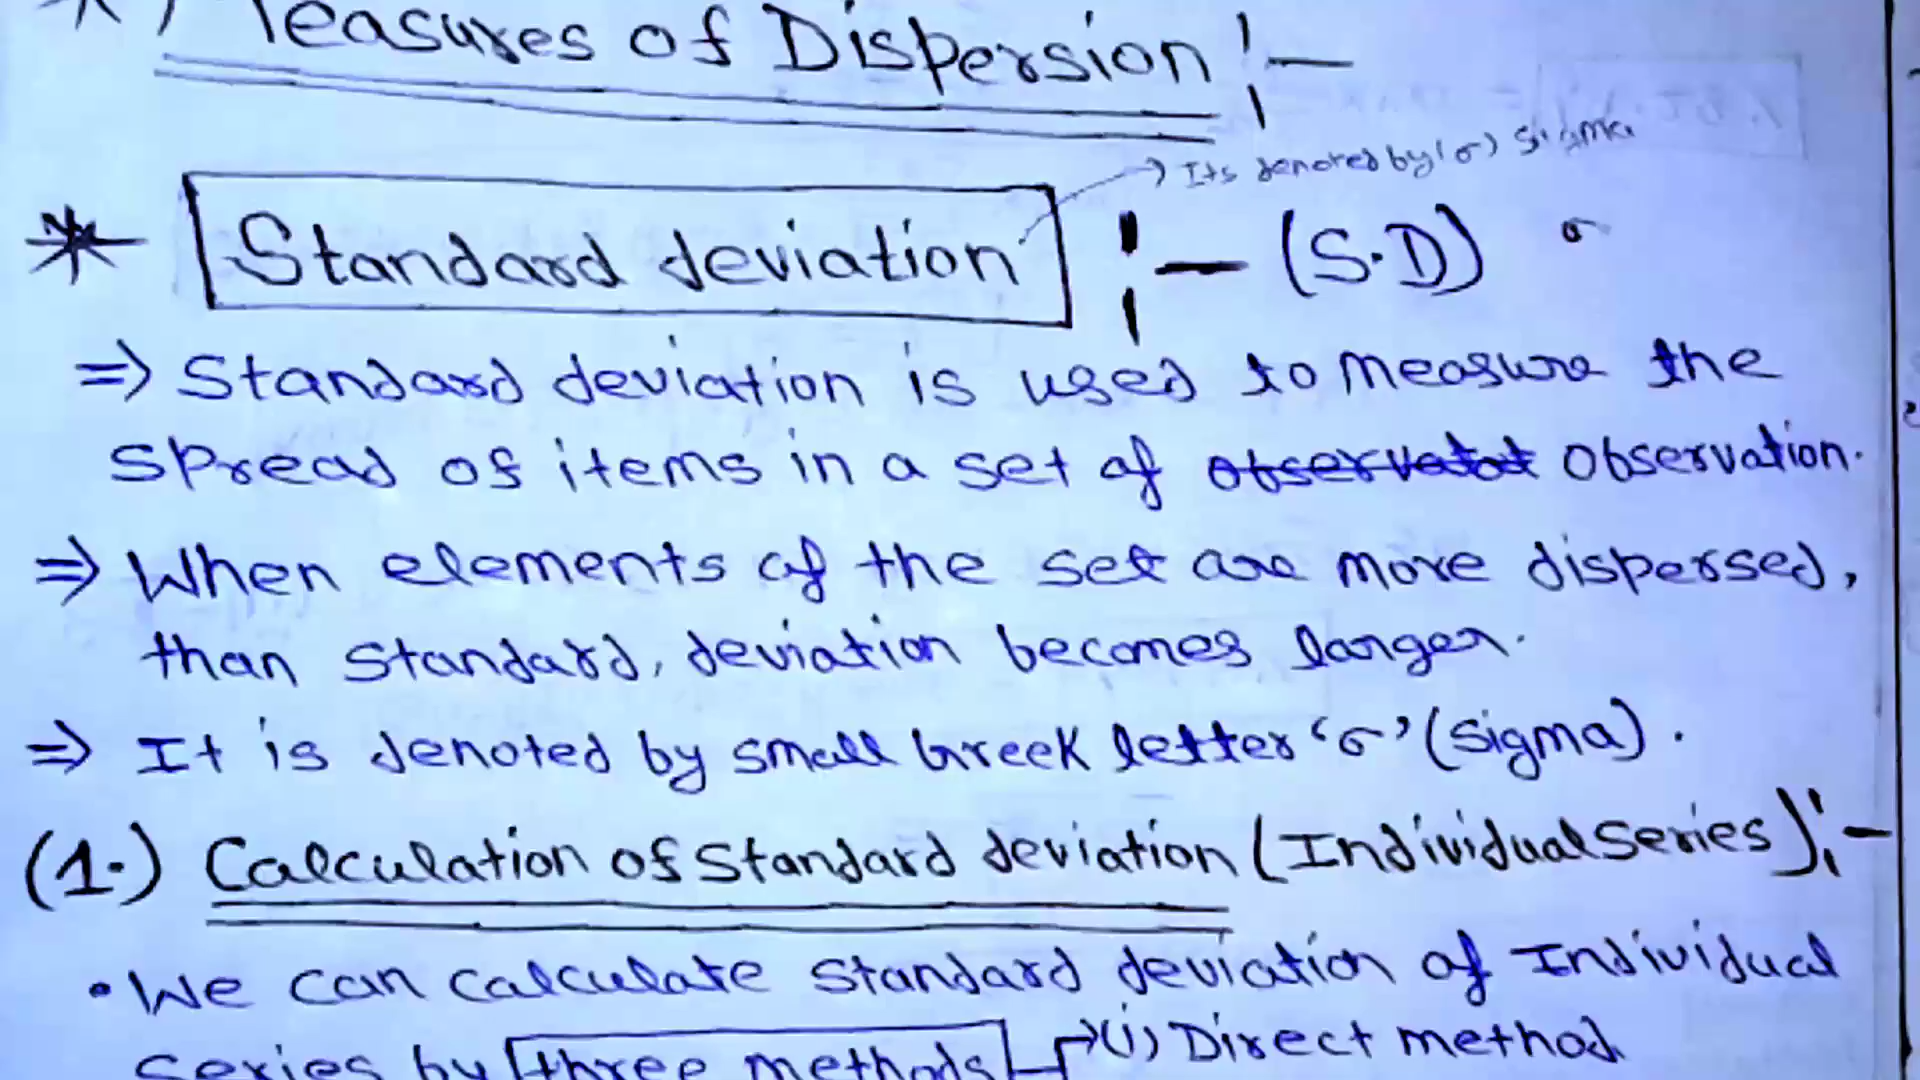 Measures of Dispersion :-
→ Its denoted by (σ) sigma
* Standard deviation :- (S.D) σ
⇒ Standard deviation is used to measure the
spread of items in a set of observation.
⇒ When elements of the set are more dispersed,
than standard, deviation becomes larger.
⇒ It is denoted by small Greek letter 'σ' (sigma).
(1.) Calculation of Standard deviation (Individual Series) :-
• We can calculate standard deviation of Individual
series by three methods → (i) Direct method